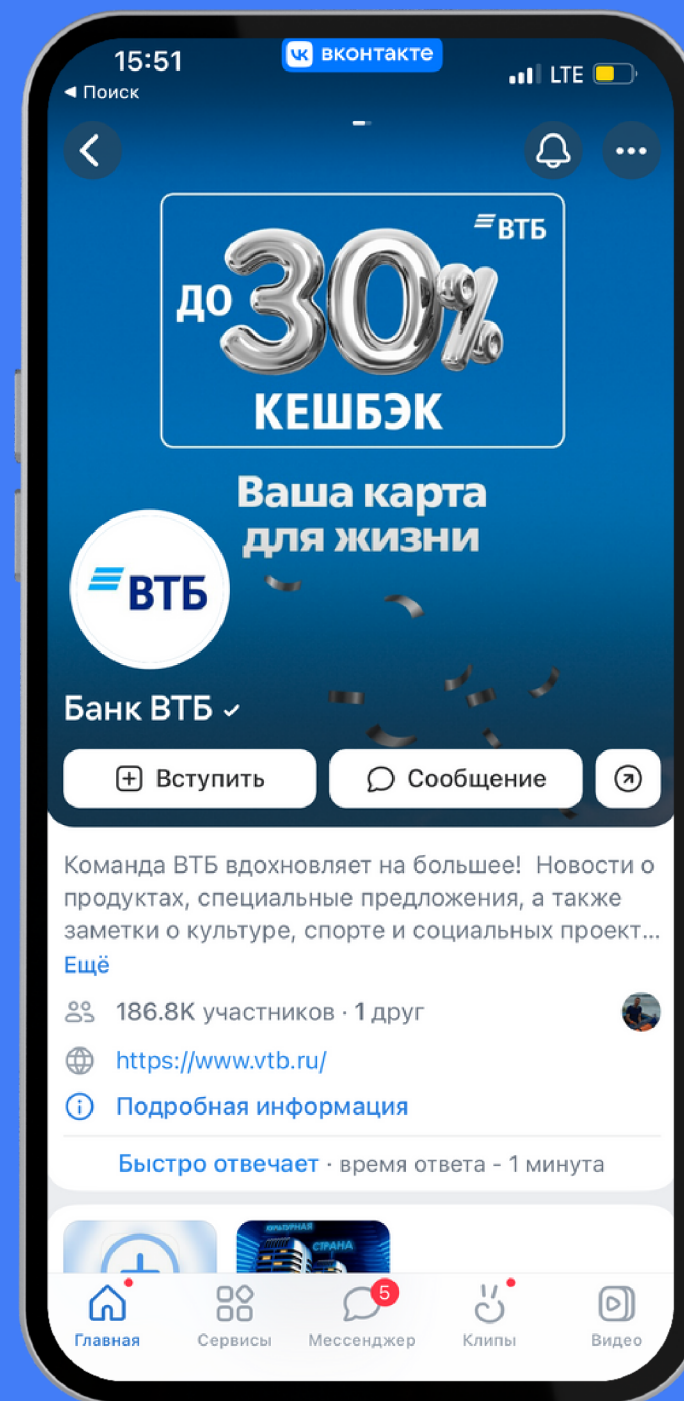 15:51
вконтакте
LTE
◀ Поиск
ВТБ
ДО 30%
КЕШБЭК
Ваша карта
для жизни
ВТБ
Банк ВТБ
Вступить
Сообщение
Команда ВТБ вдохновляет на большее! Новости о
продуктах, специальные предложения, а также
заметки о культуре, спорте и социальных проект...
Ещё
186.8K участников · 1 друг
https://www.vtb.ru/
Подробная информация
Быстро отвечает · время ответа - 1 минута
КУЛЬТУРНАЯ
СТРАНА
5
Главная
Сервисы
Мессенджер
Клипы
Видео